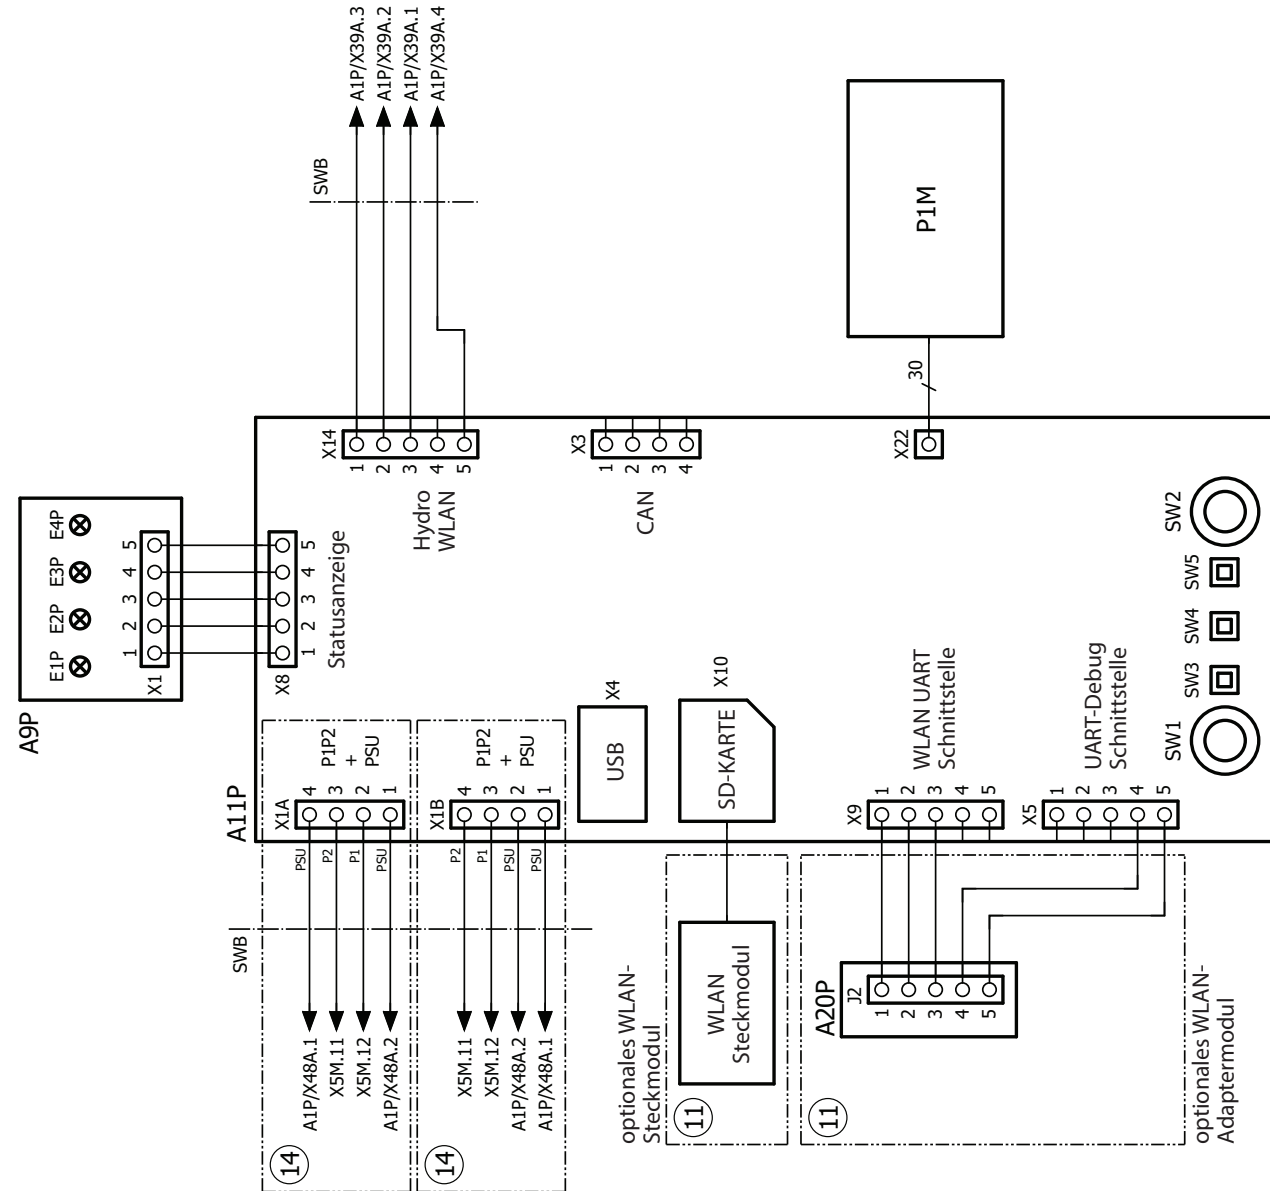 A1P/X39A.3
A1P/X39A.2
A1P/X39A.1
A1P/X39A.4
SWB
P1M
30
X14
1
2
3
4
5
Hydro
WLAN
X3
1
2
3
4
CAN
X22
A9P
E1P
E2P
E3P
E4P
X1
1
2
3
4
5
X8
1
2
3
4
5
Statusanzeige
A11P
X1A
4
3
2
1
P1P2
+
PSU
PSU
P2
P1
PSU
X1B
4
3
2
1
P1P2
+
PSU
P2
P1
PSU
PSU
SWB
A1P/X48A.1
X5M.11
X5M.12
A1P/X48A.2
14
X5M.11
X5M.12
A1P/X48A.2
A1P/X48A.1
14
USB
X4
SD-KARTE
X10
WLAN
Steckmodul
optionales WLAN-
Steckmodul
11
X9
1
2
3
4
5
WLAN UART
Schnittstelle
X5
1
2
3
4
5
UART-Debug
Schnittstelle
A20P
J2
1
2
3
4
5
11
optionales WLAN-
Adaptermodul
SW1
SW3
SW4
SW5
SW2